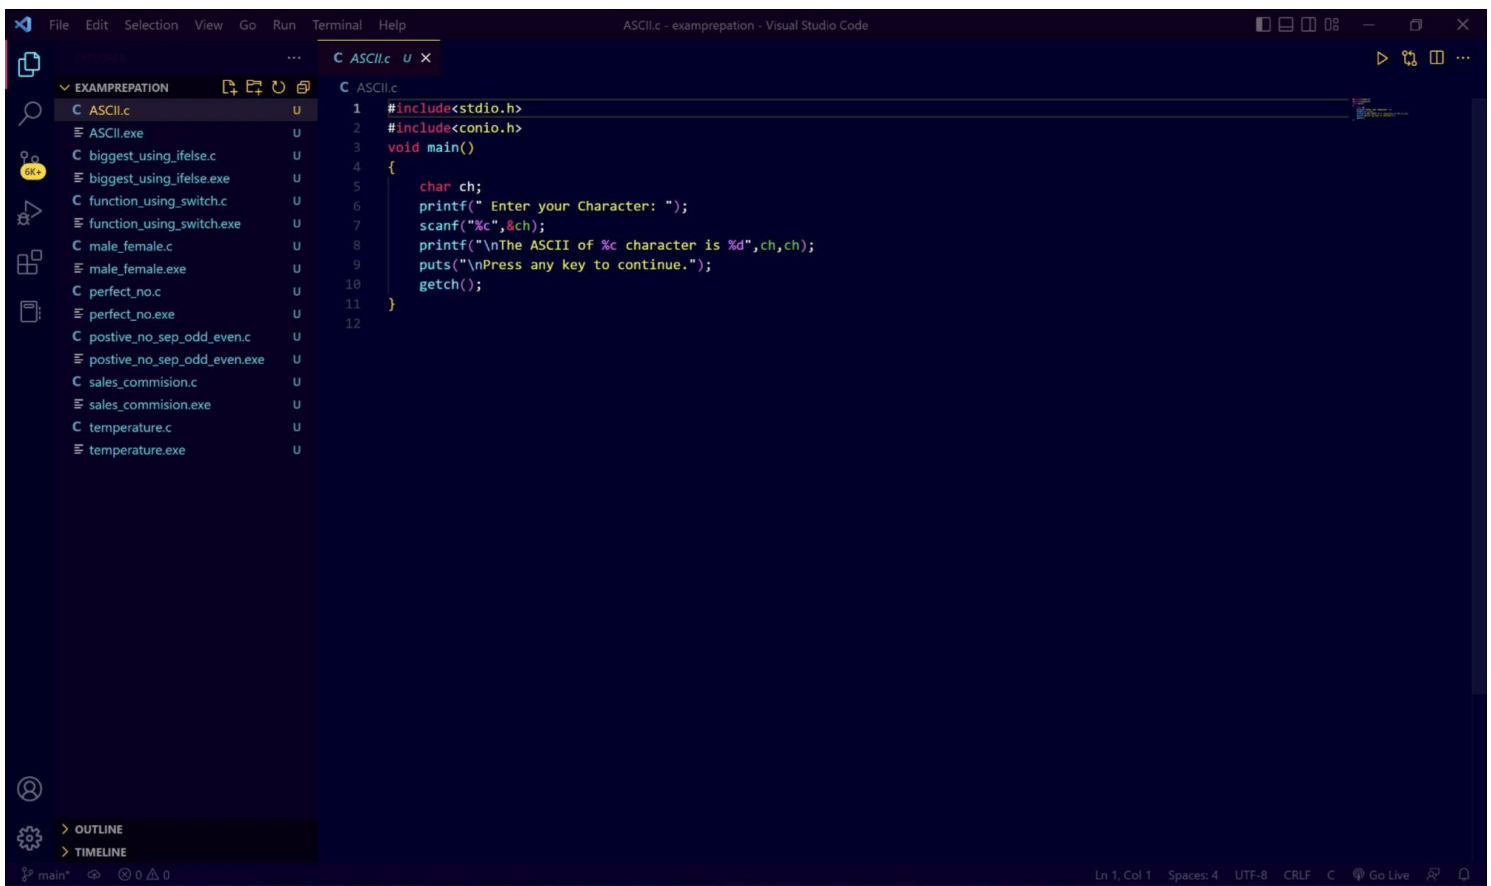 File Edit Selection View Go Run Terminal Help
ASCII.c - examprepation - Visual Studio Code
C ASCII.c U
EXAMPREPATION
C ASCII.c U
ASCII.exe U
C biggest_using_ifelse.c U
biggest_using_ifelse.exe U
C function_using_switch.c U
function_using_switch.exe U
C male_female.c U
male_female.exe U
C perfect_no.c U
perfect_no.exe U
C postive_no_sep_odd_even.c U
postive_no_sep_odd_even.exe U
C sales_commision.c U
sales_commision.exe U
C temperature.c U
temperature.exe U
6K+
OUTLINE
TIMELINE
C ASCII.c
1 #include<stdio.h>
2 #include<conio.h>
3 void main()
4 {
5 char ch;
6 printf(" Enter your Character: ");
7 scanf("%c",&ch);
8 printf("\nThe ASCII of %c character is %d",ch,ch);
9 puts("\nPress any key to continue.");
10 getch();
11 }
12
main* 0 0
Ln 1, Col 1 Spaces: 4 UTF-8 CRLF C Go Live